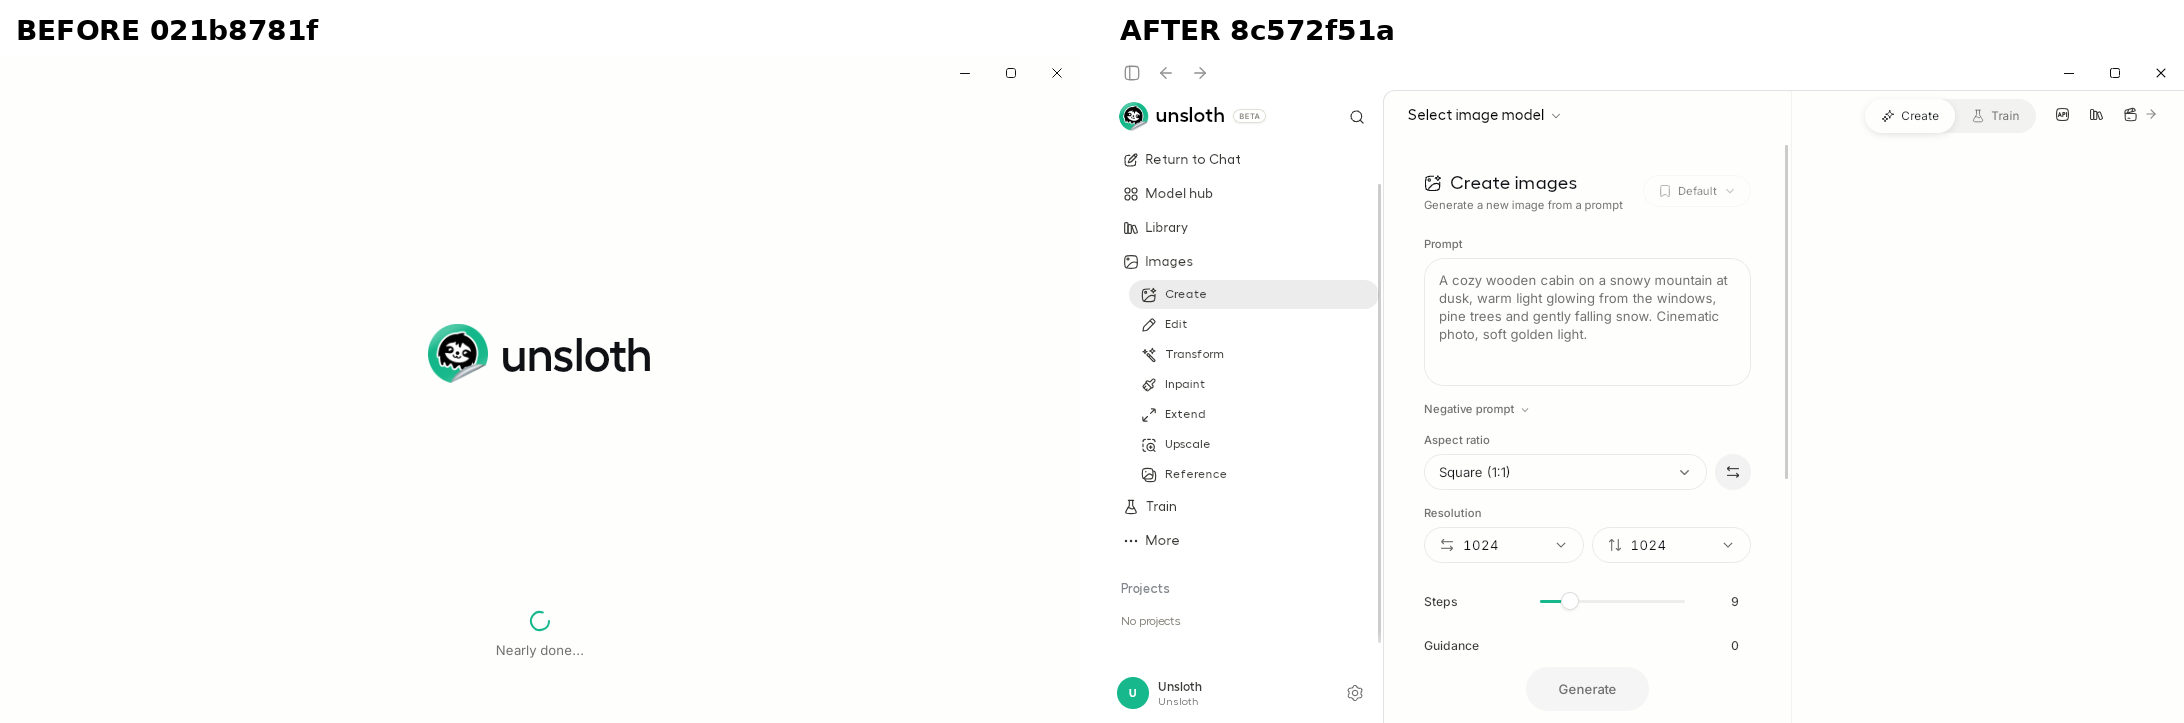 BEFORE 021b8781f
unsloth
Nearly done...
AFTER 8c572f51a
unsloth BETA
Return to Chat
Model hub
Library
Images
Create
Edit
Transform
Inpaint
Extend
Upscale
Reference
Train
More
Projects
No projects
U
Unsloth
Unsloth
Select image model
Create
Train
API
Create images
Default
Generate a new image from a prompt
Prompt
A cozy wooden cabin on a snowy mountain at
dusk, warm light glowing from the windows,
pine trees and gently falling snow. Cinematic
photo, soft golden light.
Negative prompt
Aspect ratio
Square (1:1)
Resolution
1024
1024
Steps
9
Guidance
0
Generate